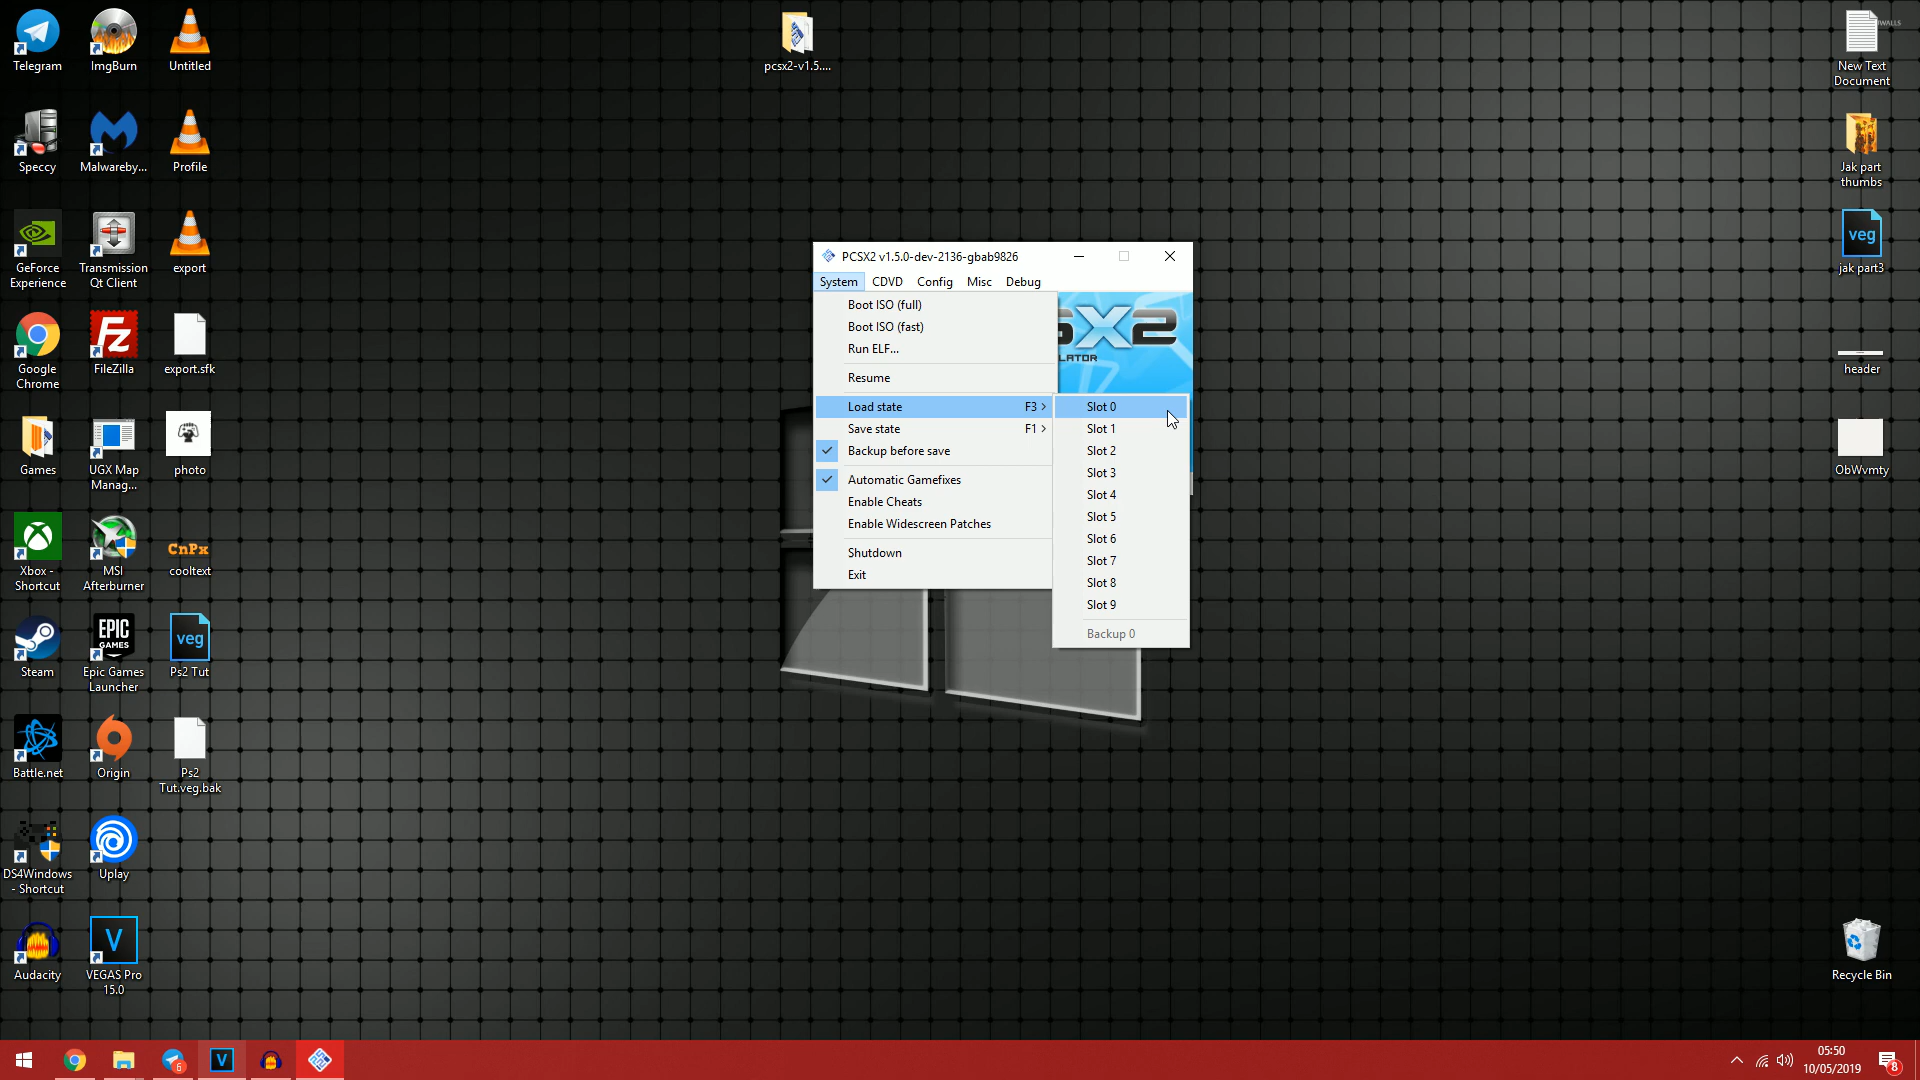 Telegram
ImgBurn
Untitled
pcsx2-v1.5....
New Text
Document
Speccy
Malwareby...
Profile
Jak part
thumbs
GeForce
Experience
Transmission
Qt Client
export
veg
jak part3
PCSX2 v1.5.0-dev-2136-gbab9826
System CDVD Config Misc Debug
Boot ISO (full)
Boot ISO (fast)
Run ELF...
Resume
Load state F3 >
Save state F1 >
Backup before save
Automatic Gamefixes
Enable Cheats
Enable Widescreen Patches
Shutdown
Exit
SX2
LATOR
Slot 0
Slot 1
Slot 2
Slot 3
Slot 4
Slot 5
Slot 6
Slot 7
Slot 8
Slot 9
Backup 0
Google
Chrome
Fz
FileZilla
export.sfk
header
Games
UGX Map
Manag...
photo
ObWvmty
Xbox -
Shortcut
MSI
Afterburner
CnPx
cooltext
Steam
EPIC
GAMES
Epic Games
Launcher
veg
Ps2 Tut
Battle.net
Origin
Ps2
Tut.veg.bak
DS4Windows
- Shortcut
Uplay
Audacity
V
VEGAS Pro
15.0
Recycle Bin
6
V
05:50
10/05/2019
8